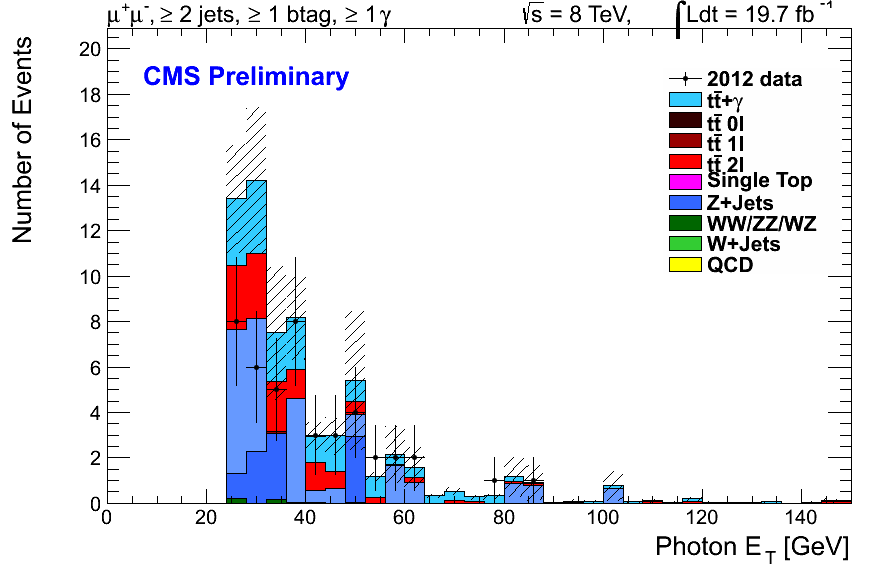 μ⁺μ⁻, ≥ 2 jets, ≥ 1 btag, ≥ 1 γ √s = 8 TeV, ∫Ldt = 19.7 fb⁻¹
CMS Preliminary
2012 data
tt̄+γ
tt̄ 0l
tt̄ 1l
tt̄ 2l
Single Top
Z+Jets
WW/ZZ/WZ
W+Jets
QCD
Number of Events
20
18
16
14
12
10
8
6
4
2
0
0 20 40 60 80 100 120 140
Photon E_T [GeV]